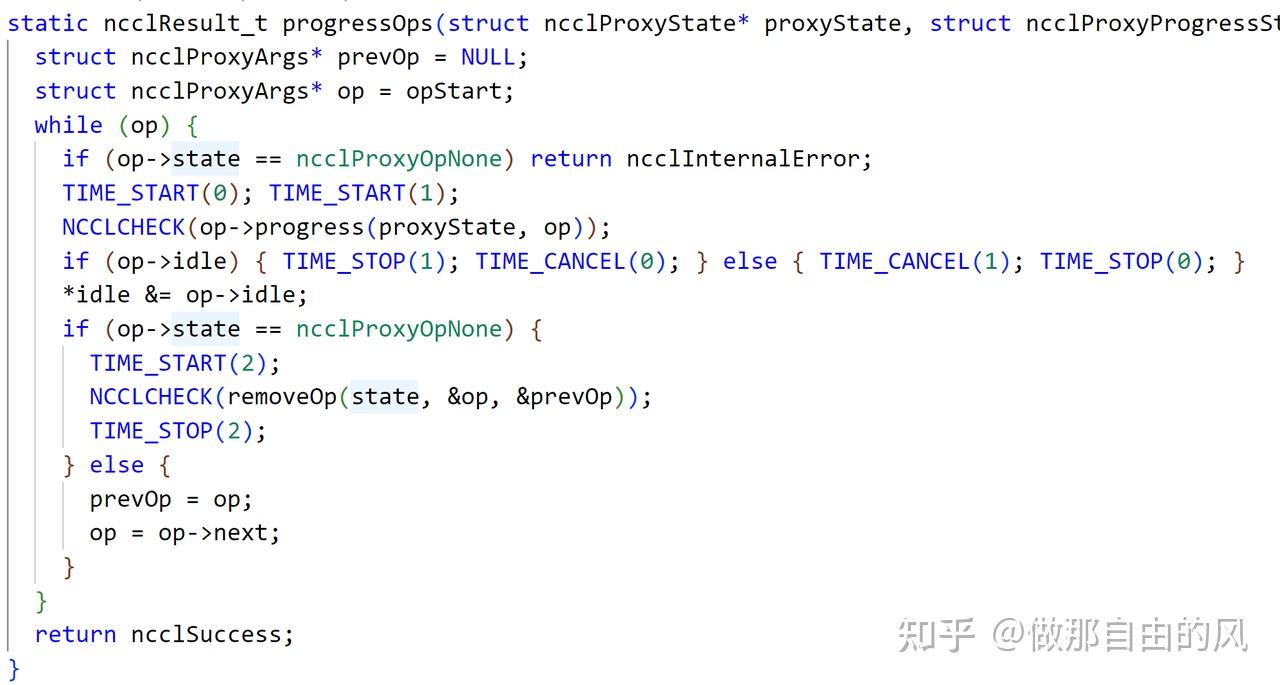 static ncclResult_t progressOps(struct ncclProxyState* proxyState, struct ncclProxyProgressSt
struct ncclProxyArgs* prevOp = NULL;
struct ncclProxyArgs* op = opStart;
while (op) {
if (op->state == ncclProxyOpNone) return ncclInternalError;
TIME_START(0); TIME_START(1);
NCCLCHECK(op->progress(proxyState, op));
if (op->idle) { TIME_STOP(1); TIME_CANCEL(0); } else { TIME_CANCEL(1); TIME_STOP(0); }
*idle &= op->idle;
if (op->state == ncclProxyOpNone) {
TIME_START(2);
NCCLCHECK(removeOp(state, &op, &prevOp));
TIME_STOP(2);
} else {
prevOp = op;
op = op->next;
}
}
return ncclSuccess;
}
知乎 @做那自由的风